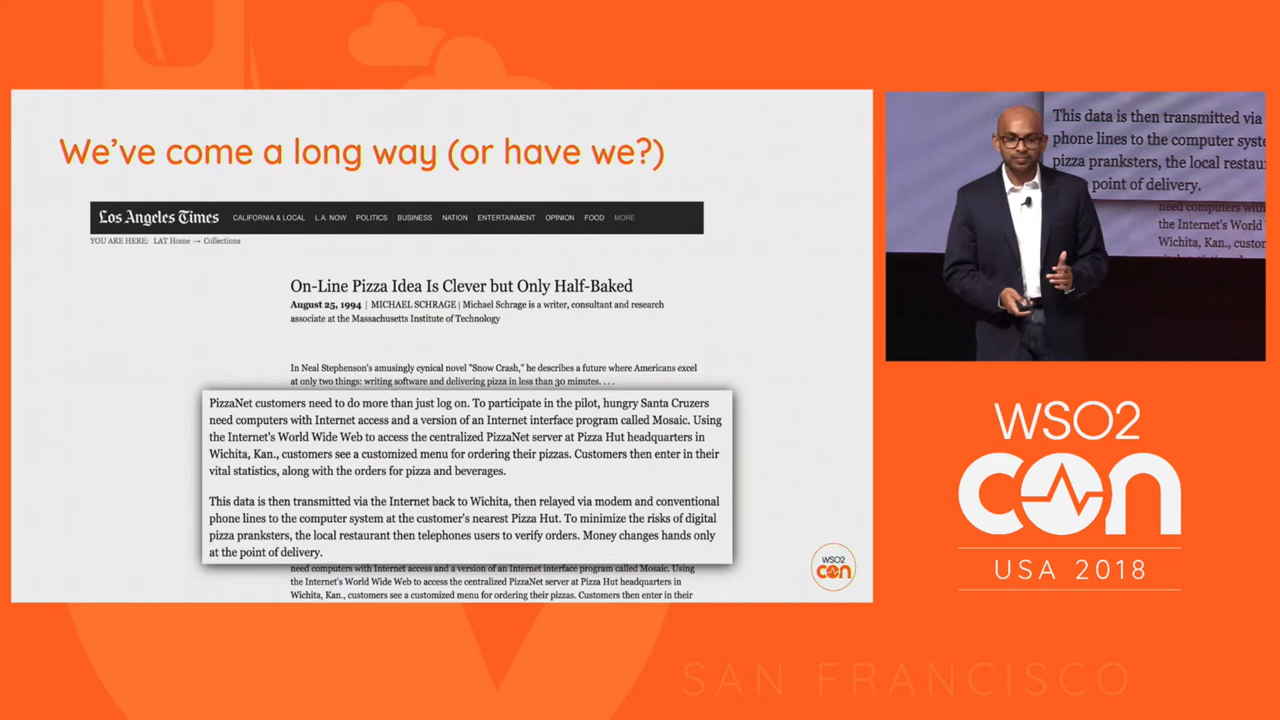 We've come a long way (or have we?)
Los Angeles Times CALIFORNIA & LOCAL L.A. NOW POLITICS BUSINESS NATION ENTERTAINMENT OPINION FOOD MORE
YOU ARE HERE: LAT Home → Collections
On-Line Pizza Idea Is Clever but Only Half-Baked
August 25, 1994 | MICHAEL SCHRAGE | Michael Schrage is a writer, consultant and research
associate at the Massachusetts Institute of Technology
In Neal Stephenson's amusingly cynical novel "Snow Crash," he describes a future where Americans excel
at only two things: writing software and delivering pizza in less than 30 minutes. . . .
PizzaNet customers need to do more than just log on. To participate in the pilot, hungry Santa Cruzers
need computers with Internet access and a version of an Internet interface program called Mosaic. Using
the Internet's World Wide Web to access the centralized PizzaNet server at Pizza Hut headquarters in
Wichita, Kan., customers see a customized menu for ordering their pizzas. Customers then enter in their
vital statistics, along with the orders for pizza and beverages.
This data is then transmitted via the Internet back to Wichita, then relayed via modem and conventional
phone lines to the computer system at the customer's nearest Pizza Hut. To minimize the risks of digital
pizza pranksters, the local restaurant then telephones users to verify orders. Money changes hands only
at the point of delivery.
need computers with Internet access and a version of an Internet interface program called Mosaic. Using
the Internet's World Wide Web to access the centralized PizzaNet server at Pizza Hut headquarters in
Wichita, Kan., customers see a customized menu for ordering their pizzas. Customers then enter in their
WSO2
CON
This data is then transmitted via
phone lines to the computer syst
pizza pranksters, the local restau
point of delivery.
need computers with
the Internet's World
Wichita, Kan., custom
WSO2
CON
USA 2018
SAN FRANCISCO